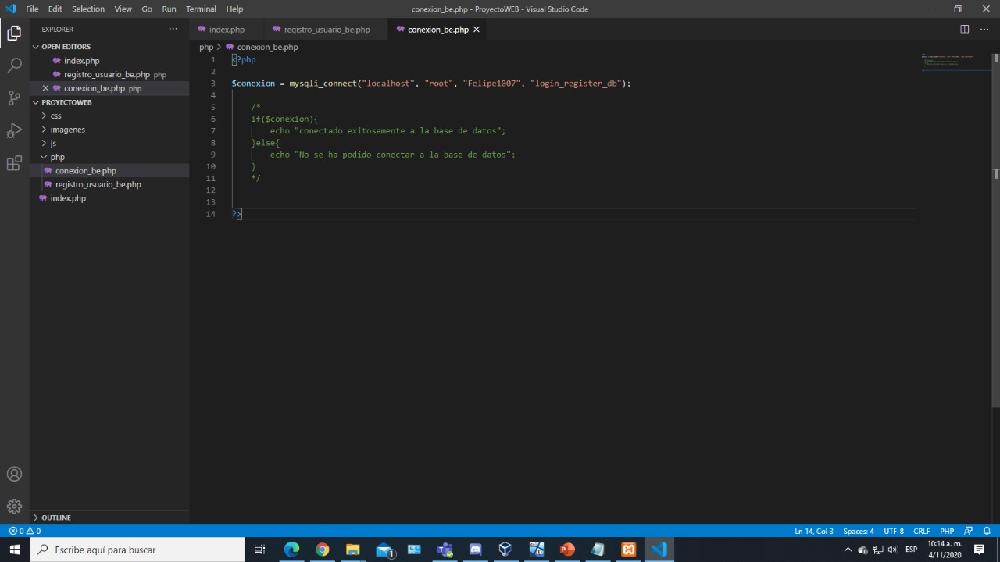 File Edit Selection View Go Run Terminal Help
conexion_be.php - ProyectoWEB - Visual Studio Code
EXPLORER
index.php
registro_usuario_be.php
conexion_be.php
OPEN EDITORS
index.php
registro_usuario_be.php php
conexion_be.php php
PROYECTOWEB
css
imagenes
js
php
conexion_be.php
registro_usuario_be.php
index.php
OUTLINE
php > conexion_be.php
1 <?php
2
3 $conexion = mysqli_connect("localhost", "root", "Felipe1007", "login_register_db");
4
5 /*
6 if($conexion){
7 echo "conectado exitosamente a la base de datos";
8 }else{
9 echo "No se ha podido conectar a la base de datos";
10 }
11 */
12
13
14 ?>
0 0
Ln 14, Col 3 Spaces: 4 UTF-8 CRLF PHP
Escribe aquí para buscar
1
ESP
10:14 a. m.
4/11/2020